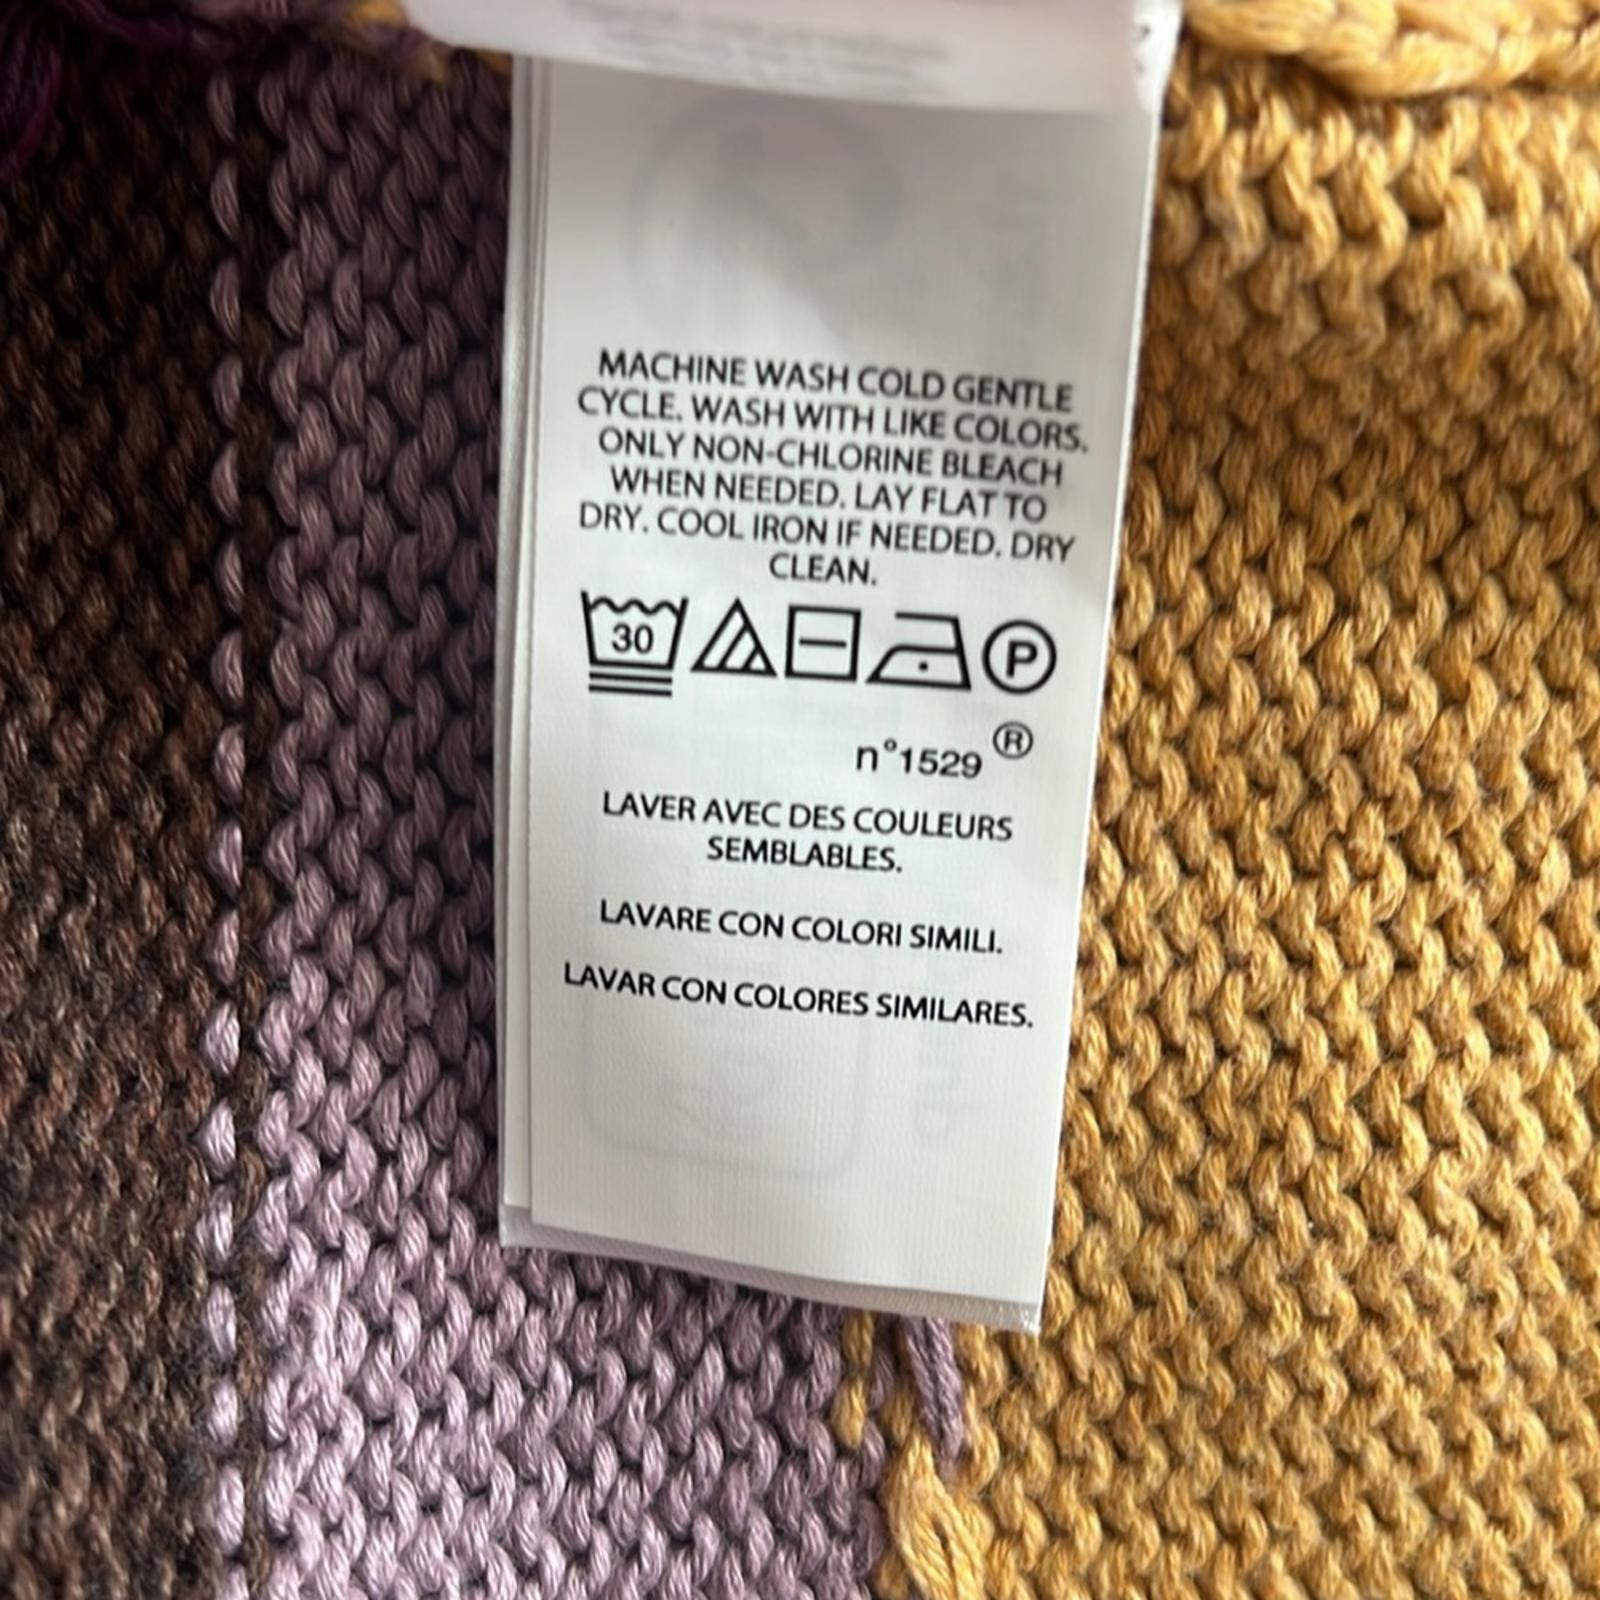 MACHINE WASH COLD GENTLE
CYCLE. WASH WITH LIKE COLORS.
ONLY NON-CHLORINE BLEACH
WHEN NEEDED. LAY FLAT TO
DRY. COOL IRON IF NEEDED. DRY
CLEAN.
30 P
n°1529 ®
LAVER AVEC DES COULEURS
SEMBLABLES.
LAVARE CON COLORI SIMILI.
LAVAR CON COLORES SIMILARES.